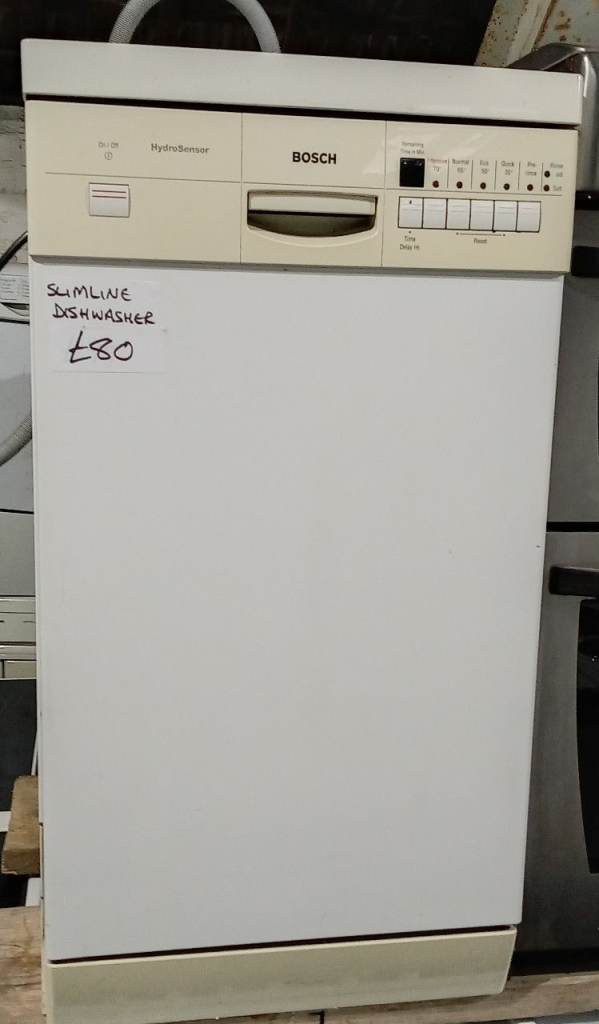 On / Off
HydroSensor
BOSCH
Remaining
Time in Min
Intensive Normal Eco Quick Pre- Rinse
70° 65° 50° 35° rinse aid
Salt
Time
Delay Hr
Reset
SLIMLINE
DISHWASHER
£80